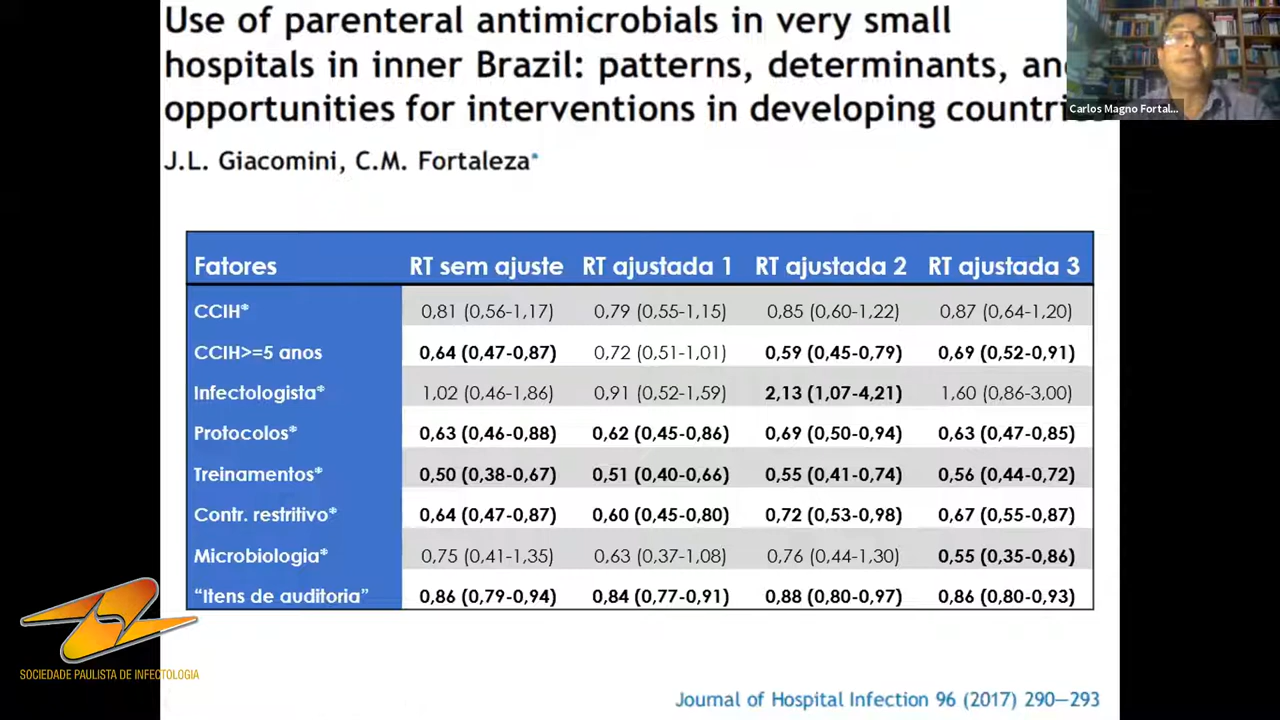 Use of parenteral antimicrobials in very small
hospitals in inner Brazil: patterns, determinants, and
opportunities for interventions in developing countri
Carlos Magno Fortal...
J.L. Giacomini, C.M. Fortaleza*
Fatores RT sem ajuste RT ajustada 1 RT ajustada 2 RT ajustada 3
CCIH* 0,81 (0,56-1,17) 0,79 (0,55-1,15) 0,85 (0,60-1,22) 0,87 (0,64-1,20)
CCIH>=5 anos 0,64 (0,47-0,87) 0,72 (0,51-1,01) 0,59 (0,45-0,79) 0,69 (0,52-0,91)
Infectologista* 1,02 (0,46-1,86) 0,91 (0,52-1,59) 2,13 (1,07-4,21) 1,60 (0,86-3,00)
Protocolos* 0,63 (0,46-0,88) 0,62 (0,45-0,86) 0,69 (0,50-0,94) 0,63 (0,47-0,85)
Treinamentos* 0,50 (0,38-0,67) 0,51 (0,40-0,66) 0,55 (0,41-0,74) 0,56 (0,44-0,72)
Contr. restritivo* 0,64 (0,47-0,87) 0,60 (0,45-0,80) 0,72 (0,53-0,98) 0,67 (0,55-0,87)
Microbiologia* 0,75 (0,41-1,35) 0,63 (0,37-1,08) 0,76 (0,44-1,30) 0,55 (0,35-0,86)
“Itens de auditoria” 0,86 (0,79-0,94) 0,84 (0,77-0,91) 0,88 (0,80-0,97) 0,86 (0,80-0,93)
SOCIEDADE PAULISTA DE INFECTOLOGIA
Journal of Hospital Infection 96 (2017) 290–293